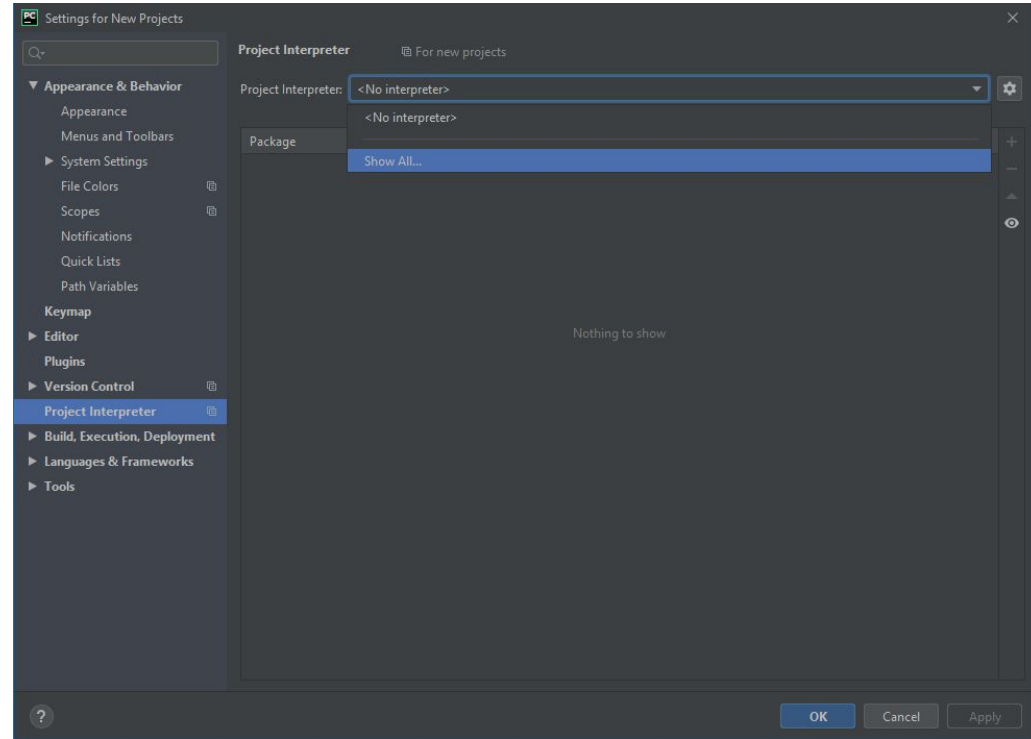 PC Settings for New Projects
Project Interpreter For new projects
Appearance & Behavior
Appearance
Menus and Toolbars
System Settings
File Colors
Scopes
Notifications
Quick Lists
Path Variables
Keymap
Editor
Plugins
Version Control
Project Interpreter
Build, Execution, Deployment
Languages & Frameworks
Tools
Project Interpreter: <No interpreter>
<No interpreter>
Show All...
Package
Nothing to show
?
OK Cancel Apply